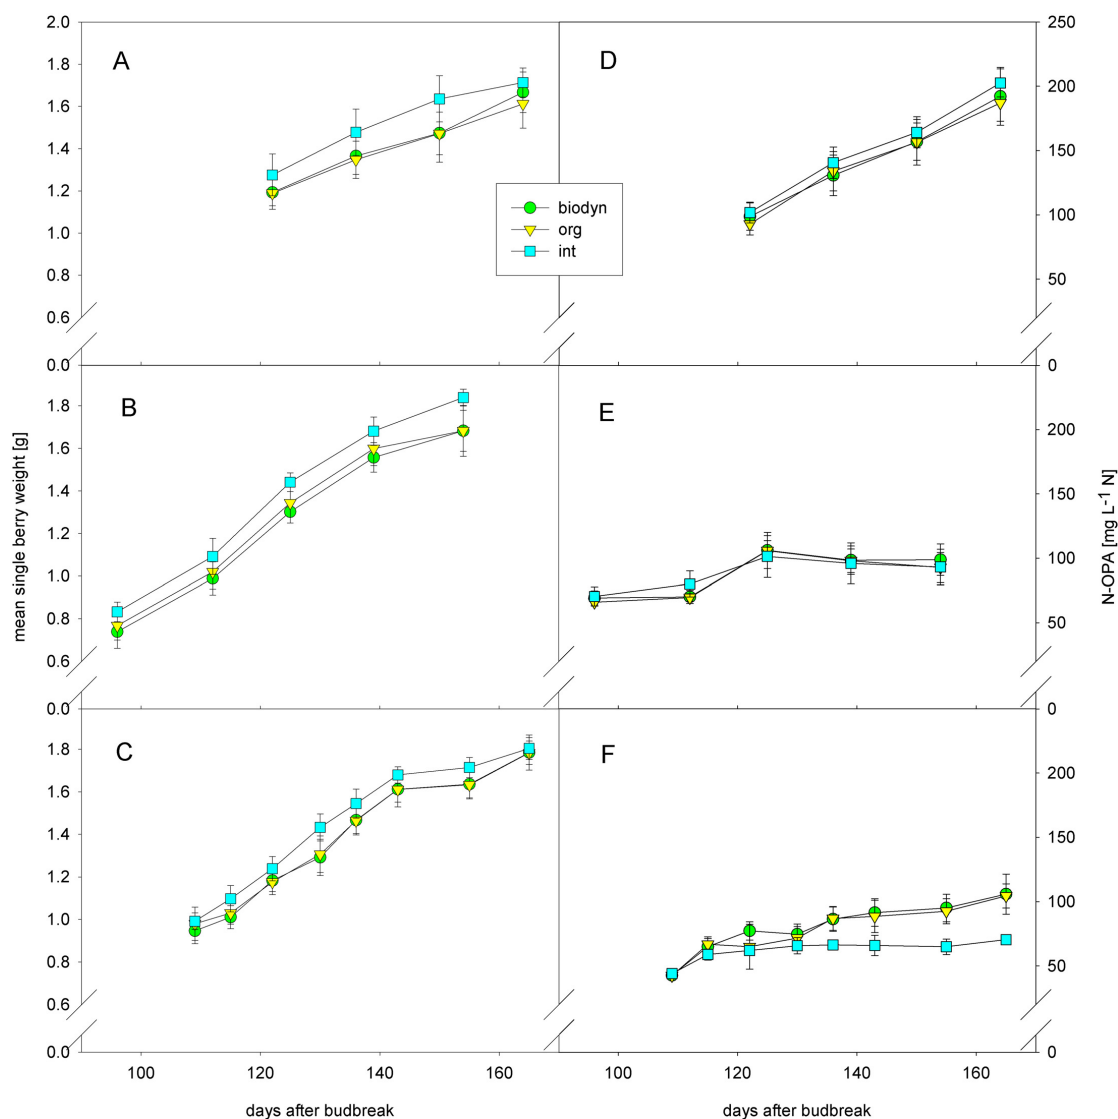 2.0
1.8
1.6
1.4
1.2
1.0
0.8
0.6
0.0
A
D
250
200
150
100
50
0
biodyn
org
int
1.8
1.6
1.4
1.2
1.0
0.8
0.6
0.0
B
E
200
150
100
50
0
mean single berry weight [g]
N-OPA [mg L-1 N]
1.8
1.6
1.4
1.2
1.0
0.8
0.6
0.0
C
F
200
150
100
50
0
100 120 140 160
100 120 140 160
days after budbreak
days after budbreak